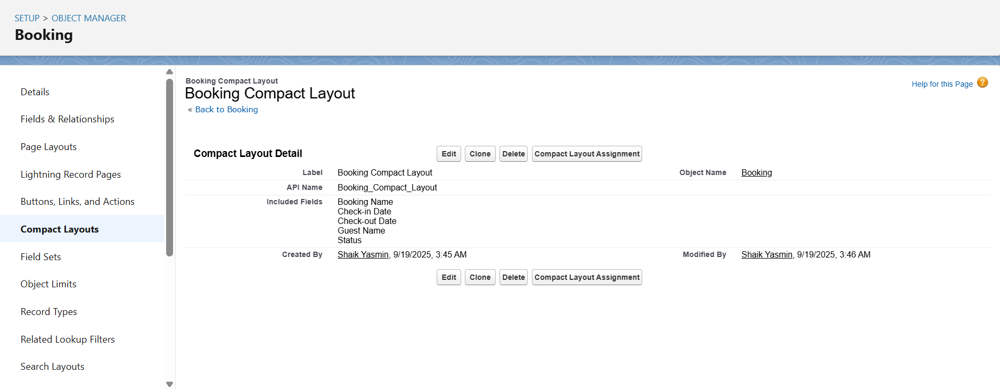 SETUP > OBJECT MANAGER
Booking
Details
Fields & Relationships
Page Layouts
Lightning Record Pages
Buttons, Links, and Actions
Compact Layouts
Field Sets
Object Limits
Record Types
Related Lookup Filters
Search Layouts
Booking Compact Layout
Booking Compact Layout
« Back to Booking
Help for this Page ?
Compact Layout Detail
Edit Clone Delete Compact Layout Assignment
Label Booking Compact Layout Object Name Booking
API Name Booking_Compact_Layout
Included Fields Booking Name
Check-in Date
Check-out Date
Guest Name
Status
Created By Shaik Yasmin, 9/19/2025, 3:45 AM Modified By Shaik Yasmin, 9/19/2025, 3:46 AM
Edit Clone Delete Compact Layout Assignment